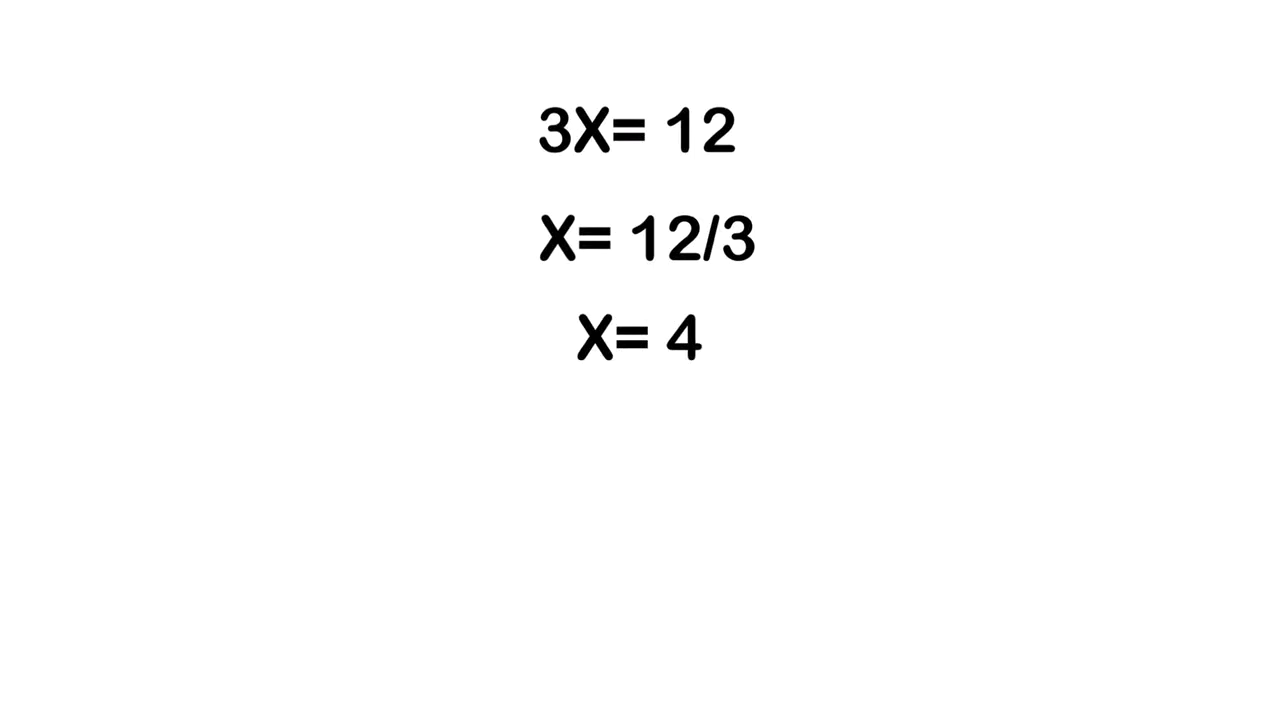 3X= 12
X= 12/3
X= 4